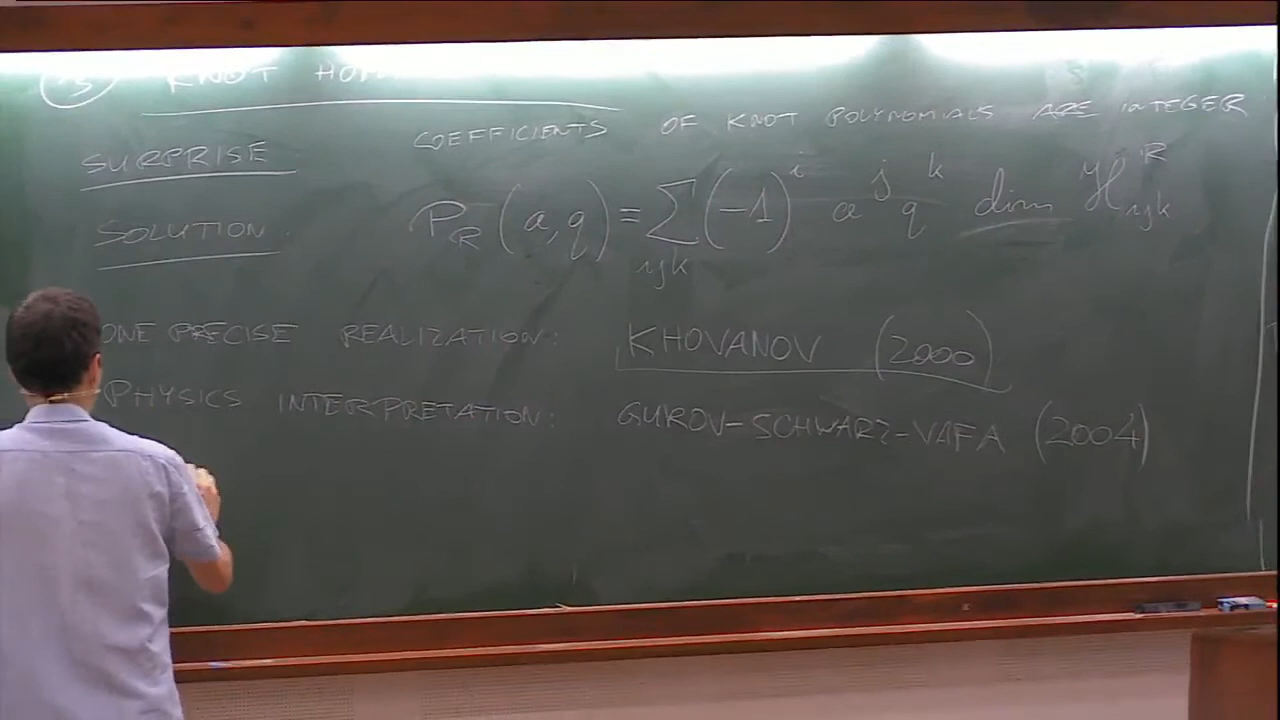 3 KNOT HOM
COEFFICIENTS OF KNOT POLYNOMIALS ARE INTEGER
SURPRISE
SOLUTION. P_R (a,q) = ∑_{ijk} (-1)^i a^j q^k dim ℋ^R_{ijk}
ONE PRECISE REALIZATION: KHOVANOV (2000)
PHYSICS INTERPRETATION: GUKOV-SCHWARZ-VAFA (2004)